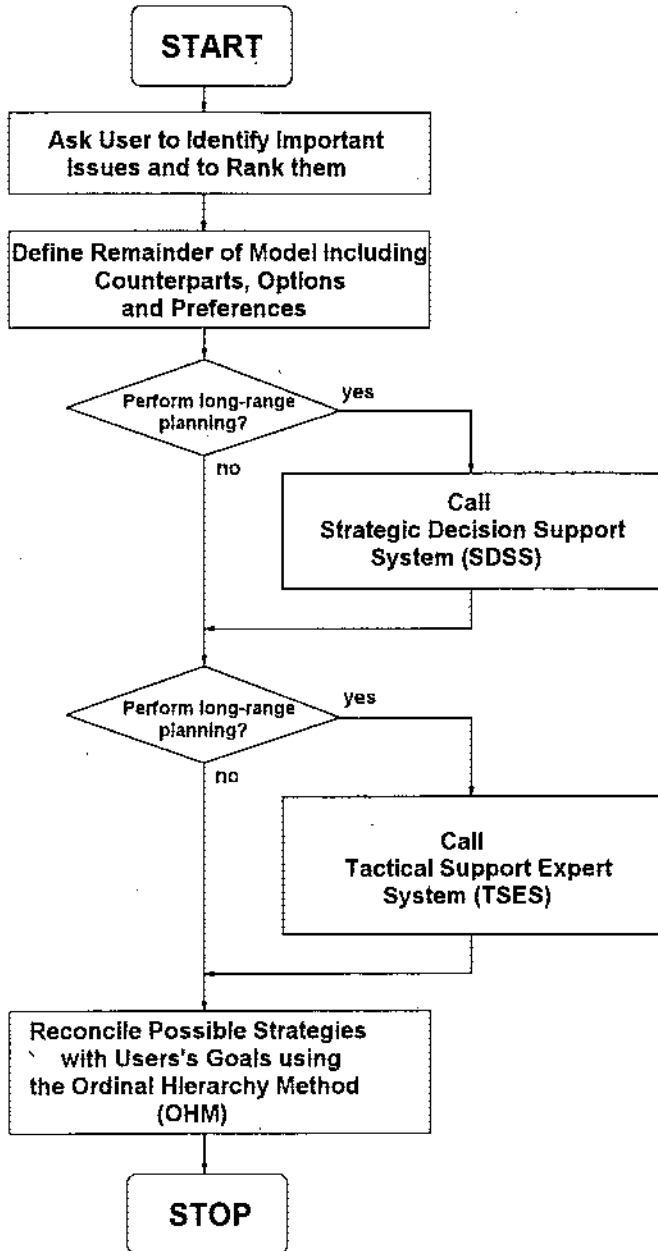 START
Ask User to Identify Important
Issues and to Rank them
Define Remainder of Model Including
Counterparts, Options
and Preferences
Perform long-range
planning?
yes
no
Call
Strategic Decision Support
System (SDSS)
Perform long-range
planning?
yes
no
Call
Tactical Support Expert
System (TSES)
Reconcile Possible Strategies
with Users's Goals using
the Ordinal Hierarchy Method
(OHM)
STOP